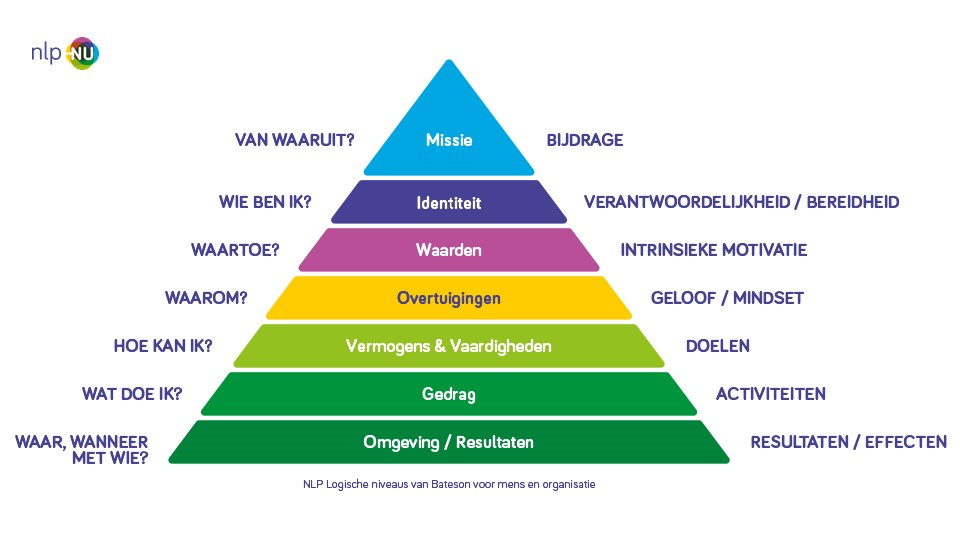 nlp NU
VAN WAARUIT? Missie BIJDRAGE
WIE BEN IK? Identiteit VERANTWOORDELIJKHEID / BEREIDHEID
WAARTOE? Waarden INTRINSIEKE MOTIVATIE
WAAROM? Overtuigingen GELOOF / MINDSET
HOE KAN IK? Vermogens & Vaardigheden DOELEN
WAT DOE IK? Gedrag ACTIVITEITEN
WAAR, WANNEER Omgeving / Resultaten RESULTATEN / EFFECTEN
MET WIE?
NLP Logische niveaus van Bateson voor mens en organisatie